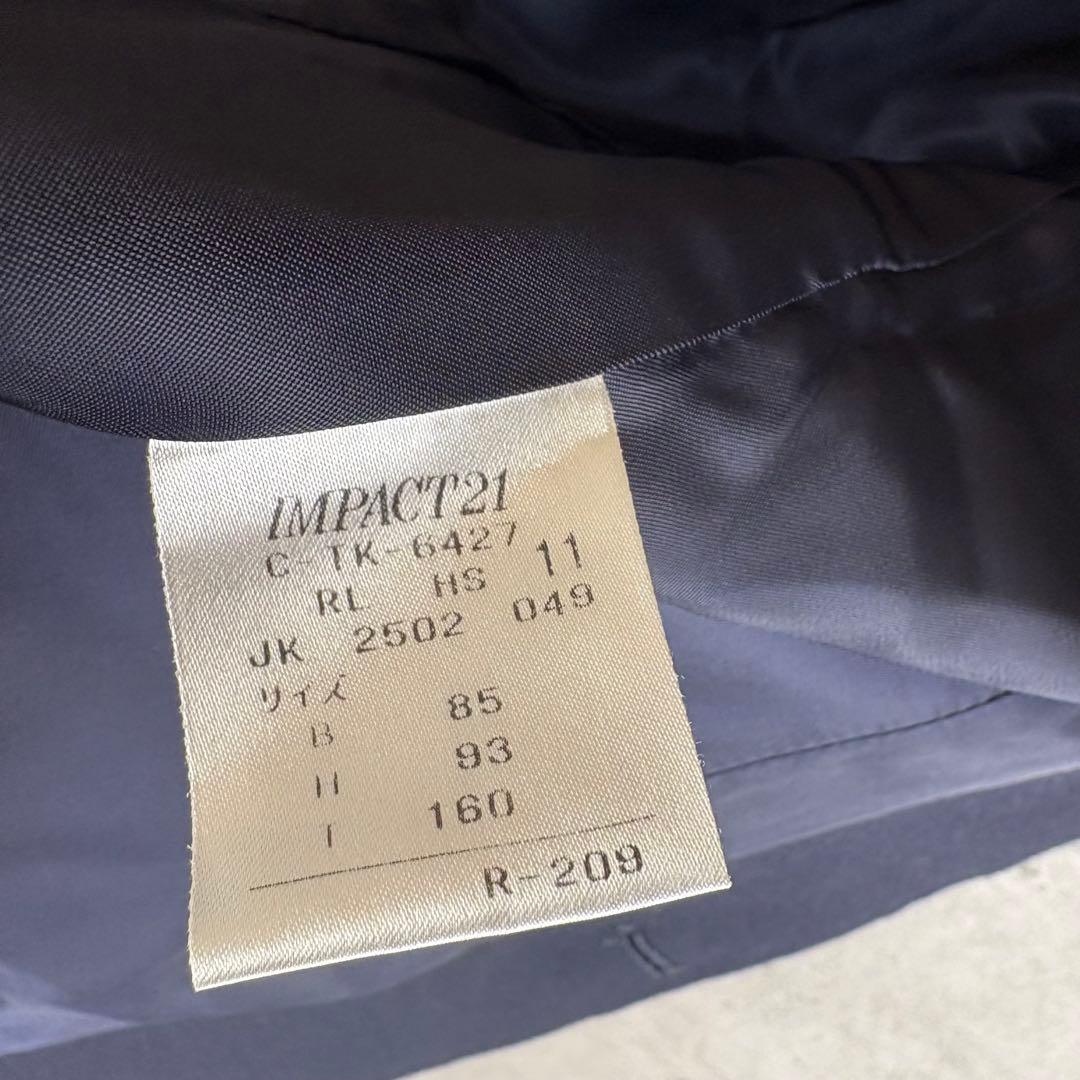 IMPACT21
C-TK-6427
RL HS 11
JK 2502 049
サイズ
B 85
H 93
T 160
R-209